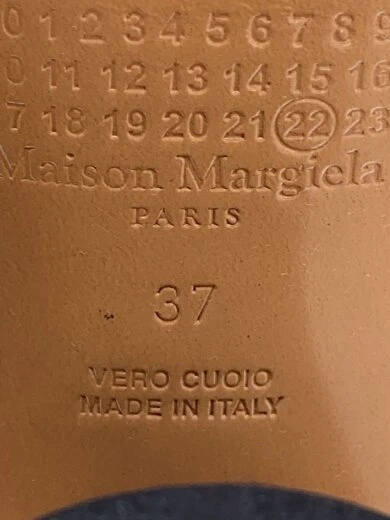 0 1 2 3 4 5 6 7 8 9
0 11 12 13 14 15 16
7 18 19 20 21 22 23
Maison Margiela
PARIS
37
VERO CUOIO
MADE IN ITALY